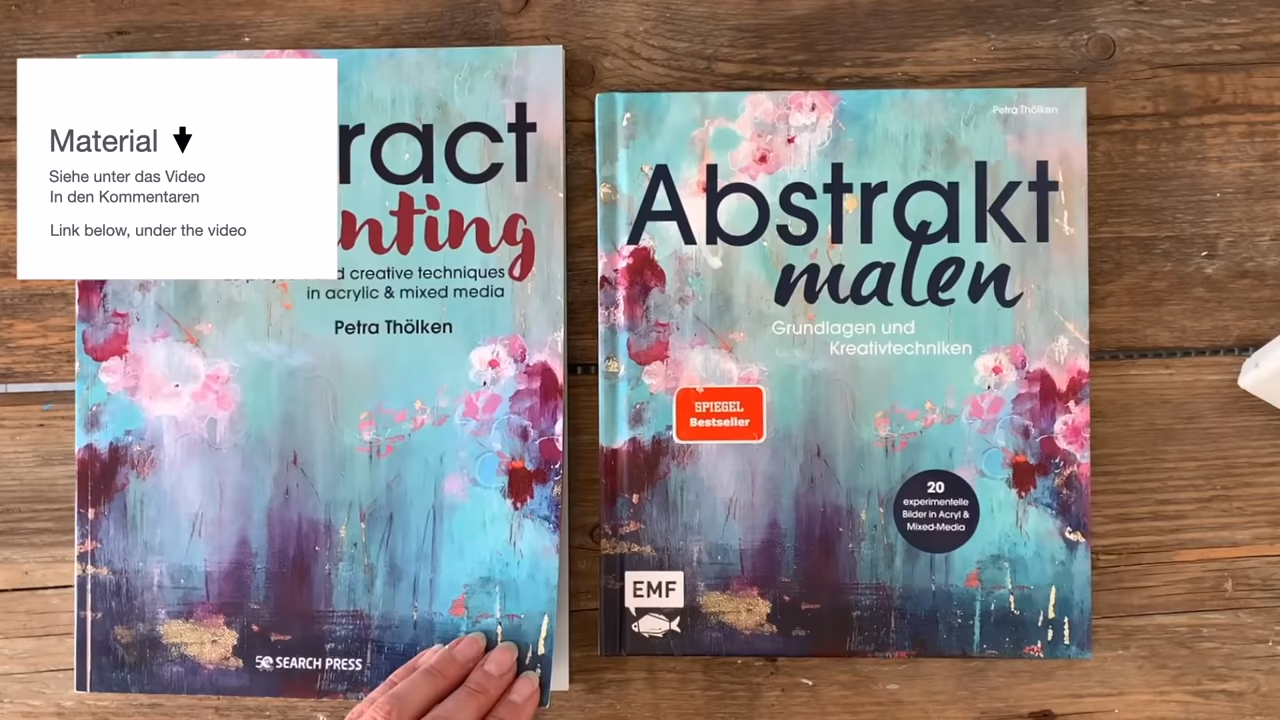 Material
Siehe unter das Video
In den Kommentaren
Link below, under the video
ract
nting
d creative techniques
in acrylic & mixed media
Petra Thölken
SEARCH PRESS
Petra Thölken
Abstrakt
malen
Grundlagen und
Kreativtechniken
SPIEGEL
Bestseller
20
experimentelle
Bilder in Acryl &
Mixed-Media
EMF